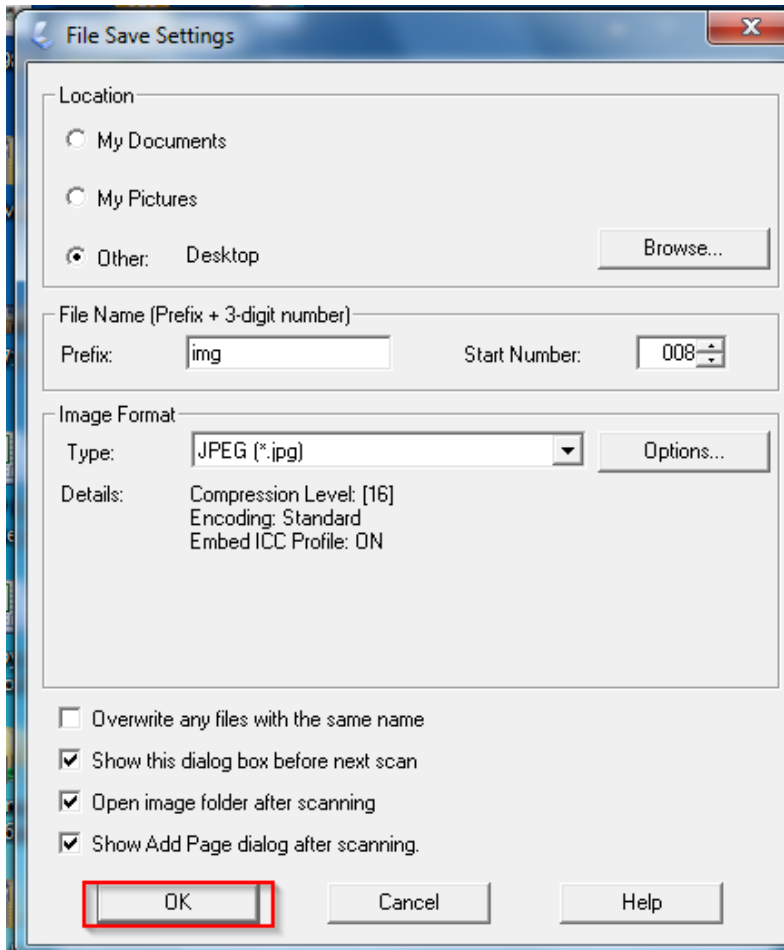 File Save Settings
Location
My Documents
My Pictures
Other: Desktop Browse...
File Name (Prefix + 3-digit number)
Prefix: img Start Number: 008
Image Format
Type: JPEG (*.jpg) Options...
Details: Compression Level: [16]
Encoding: Standard
Embed ICC Profile: ON
Overwrite any files with the same name
Show this dialog box before next scan
Open image folder after scanning
Show Add Page dialog after scanning.
OK Cancel Help